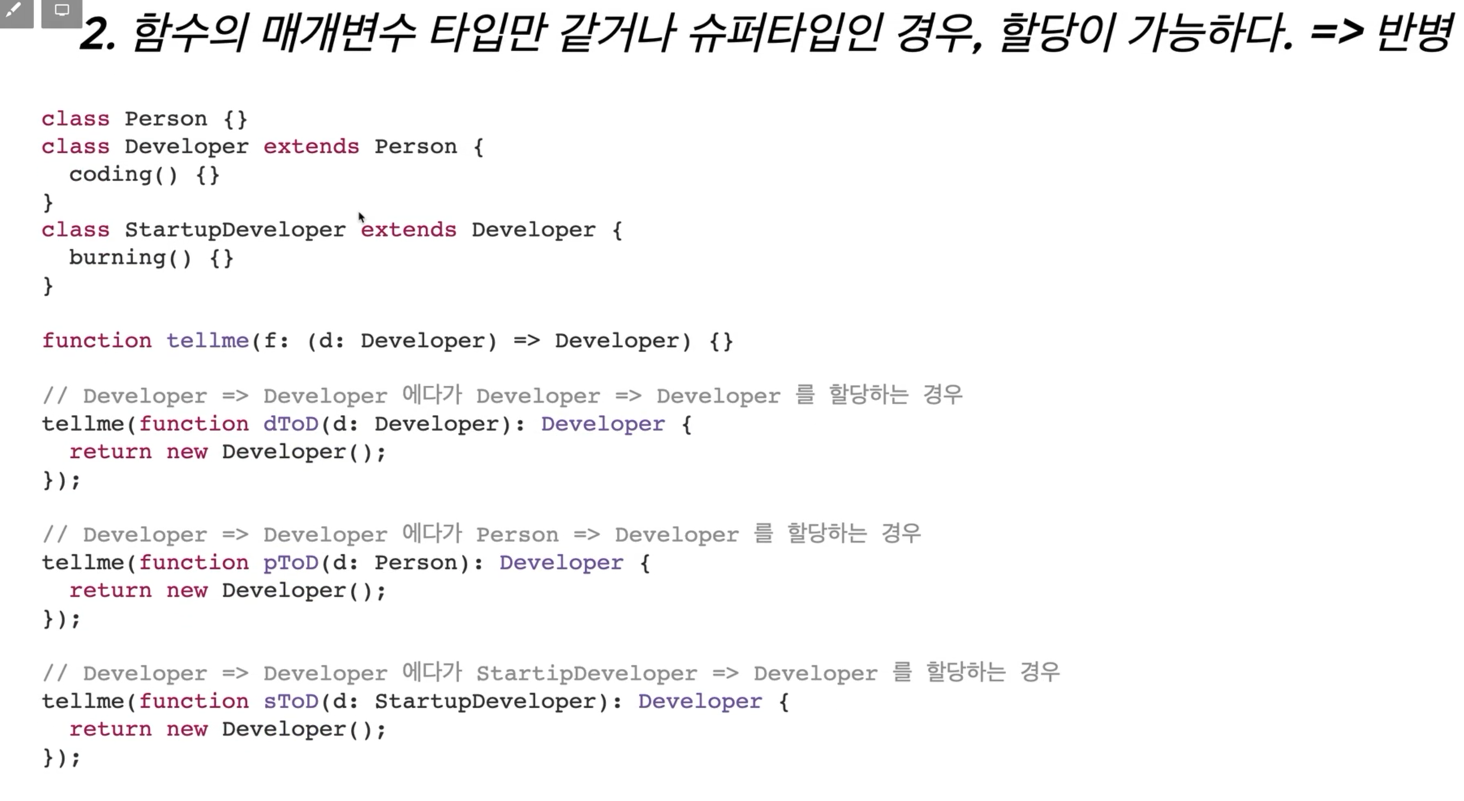 2. 함수의 매개변수 타입만 같거나 슈퍼타입인 경우, 할당이 가능하다. => 반병
class Person {}
class Developer extends Person {
  coding() {}
}
class StartupDeveloper extends Developer {
  burning() {}
}
function tellme(f: (d: Developer) => Developer) {}
// Developer => Developer 에다가 Developer => Developer 를 할당하는 경우
tellme(function dToD(d: Developer): Developer {
  return new Developer();
});
// Developer => Developer 에다가 Person => Developer 를 할당하는 경우
tellme(function pToD(d: Person): Developer {
  return new Developer();
});
// Developer => Developer 에다가 StartipDeveloper => Developer 를 할당하는 경우
tellme(function sToD(d: StartupDeveloper): Developer {
  return new Developer();
});